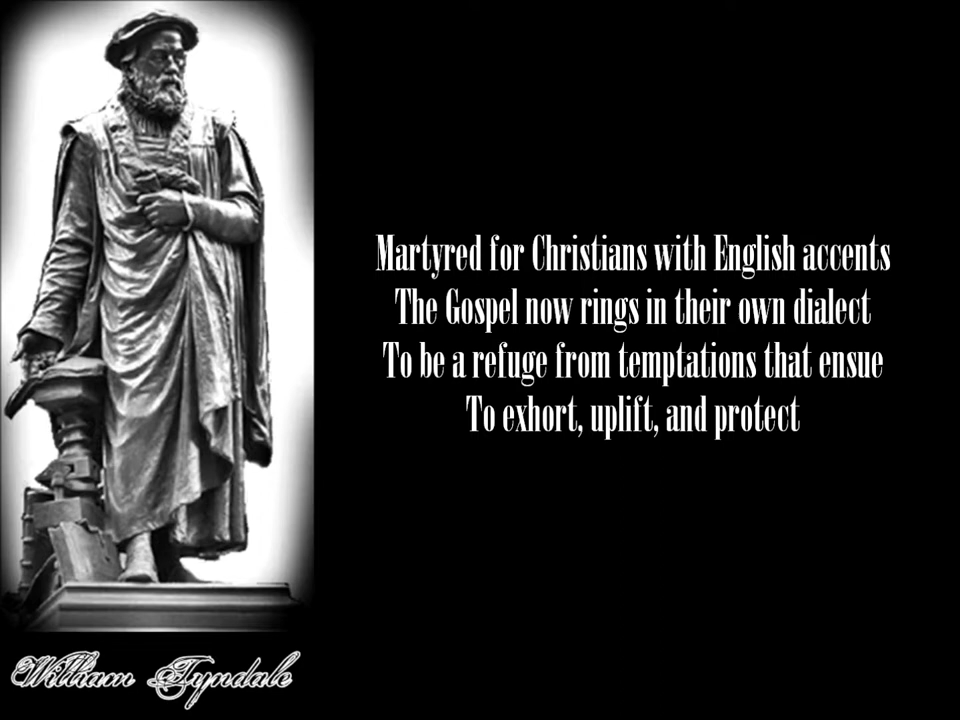 Martyred for Christians with English accents
The Gospel now rings in their own dialect
To be a refuge from temptations that ensue
To exhort, uplift, and protect
William Tyndale